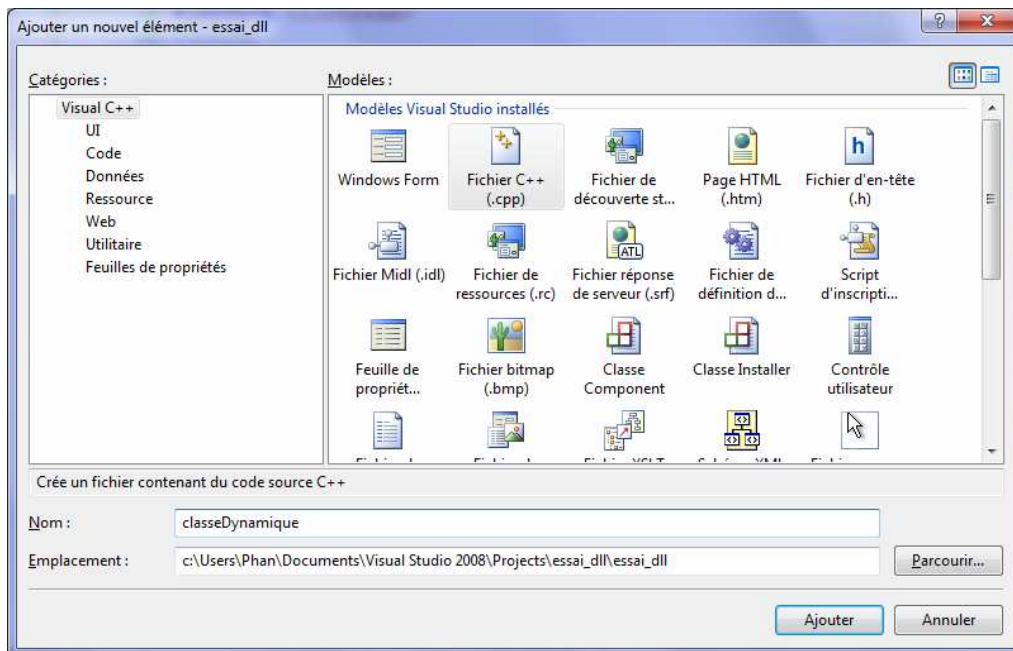 Ajouter un nouvel élément - essai_dll
Catégories :
Modèles :
Visual C++
UI
Code
Données
Ressource
Web
Utilitaire
Feuilles de propriétés
Modèles Visual Studio installés
Windows Form
Fichier C++
(.cpp)
Fichier de
découverte st...
Page HTML
(.htm)
Fichier d'en-tête
(.h)
Fichier Midl (.idl)
Fichier de
ressources (.rc)
ATL
Fichier réponse
de serveur (.srf)
Fichier de
définition d...
Script
d'inscripti...
Feuille de
propriét...
Fichier bitmap
(.bmp)
Classe
Component
Classe Installer
Contrôle
utilisateur
Crée un fichier contenant du code source C++
Nom :
classeDynamique
Emplacement :
c:\Users\Phan\Documents\Visual Studio 2008\Projects\essai_dll\essai_dll
Parcourir...
Ajouter
Annuler